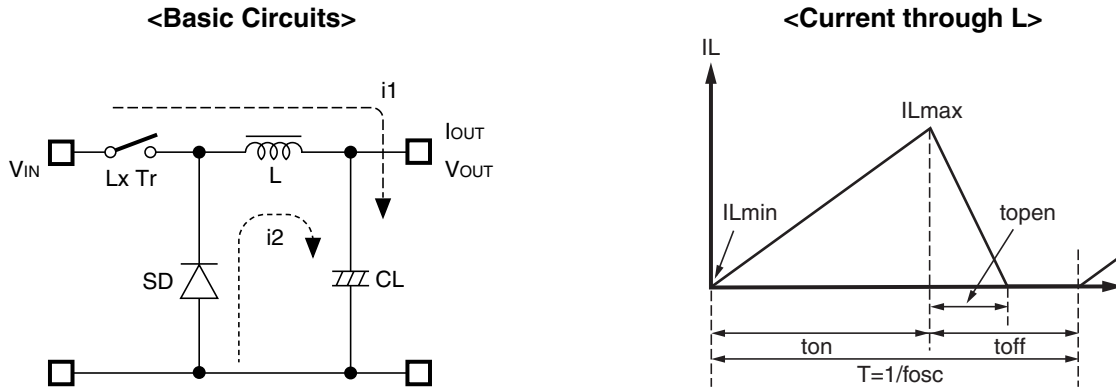 <Basic Circuits>
i1
VIN
Lx Tr
L
IOUT
VOUT
i2
SD
CL
<Current through L>
IL
ILmax
ILmin
topen
ton
toff
T=1/fosc